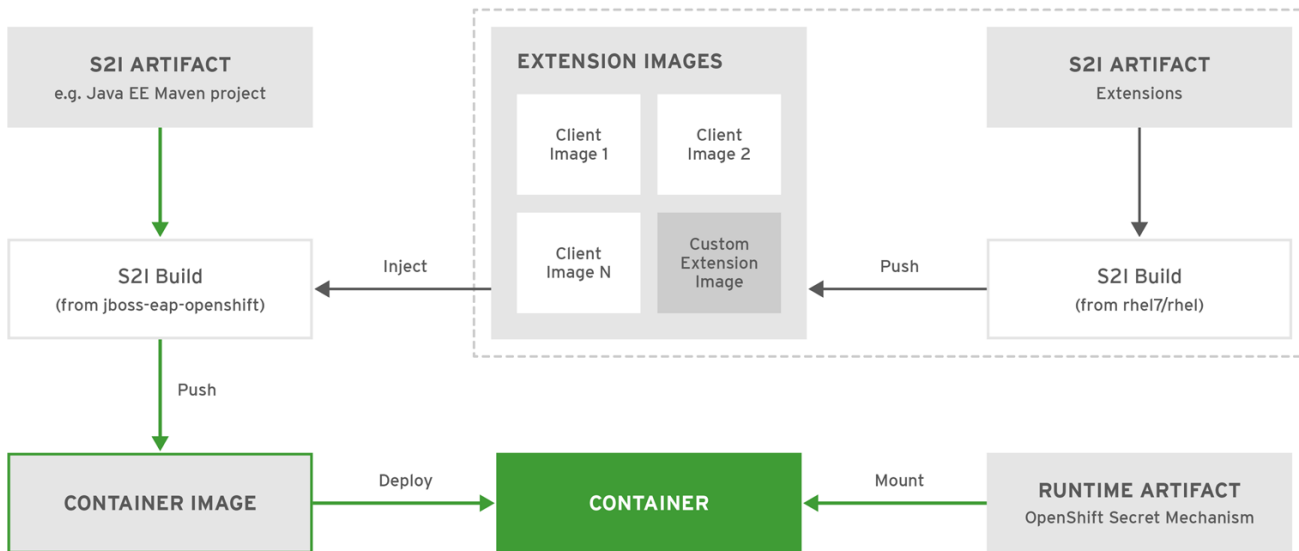 S2I ARTIFACT
e.g. Java EE Maven project
EXTENSION IMAGES
Client
Image 1
Client
Image 2
Client
Image N
Custom
Extension
Image
S2I ARTIFACT
Extensions
S2I Build
(from jboss-eap-openshift)
Inject
Push
S2I Build
(from rhel7/rhel)
Push
CONTAINER IMAGE
Deploy
CONTAINER
Mount
RUNTIME ARTIFACT
OpenShift Secret Mechanism